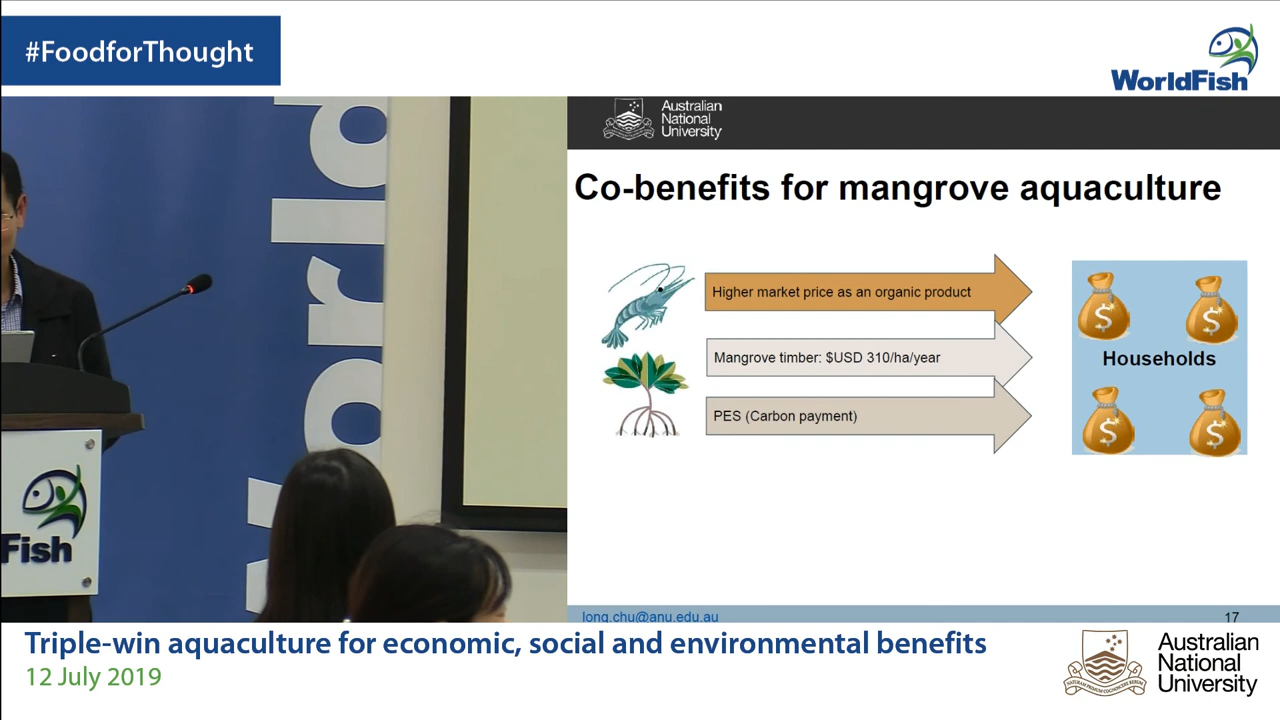 #FoodforThought
WorldFish
Australian
National
University
Co-benefits for mangrove aquaculture
Higher market price as an organic product
Mangrove timber: $USD 310/ha/year
PES (Carbon payment)
$
$
Households
$
$
World
Fish
long.chu@anu.edu.au
17
Triple-win aquaculture for economic, social and environmental benefits
12 July 2019
Australian
National
University